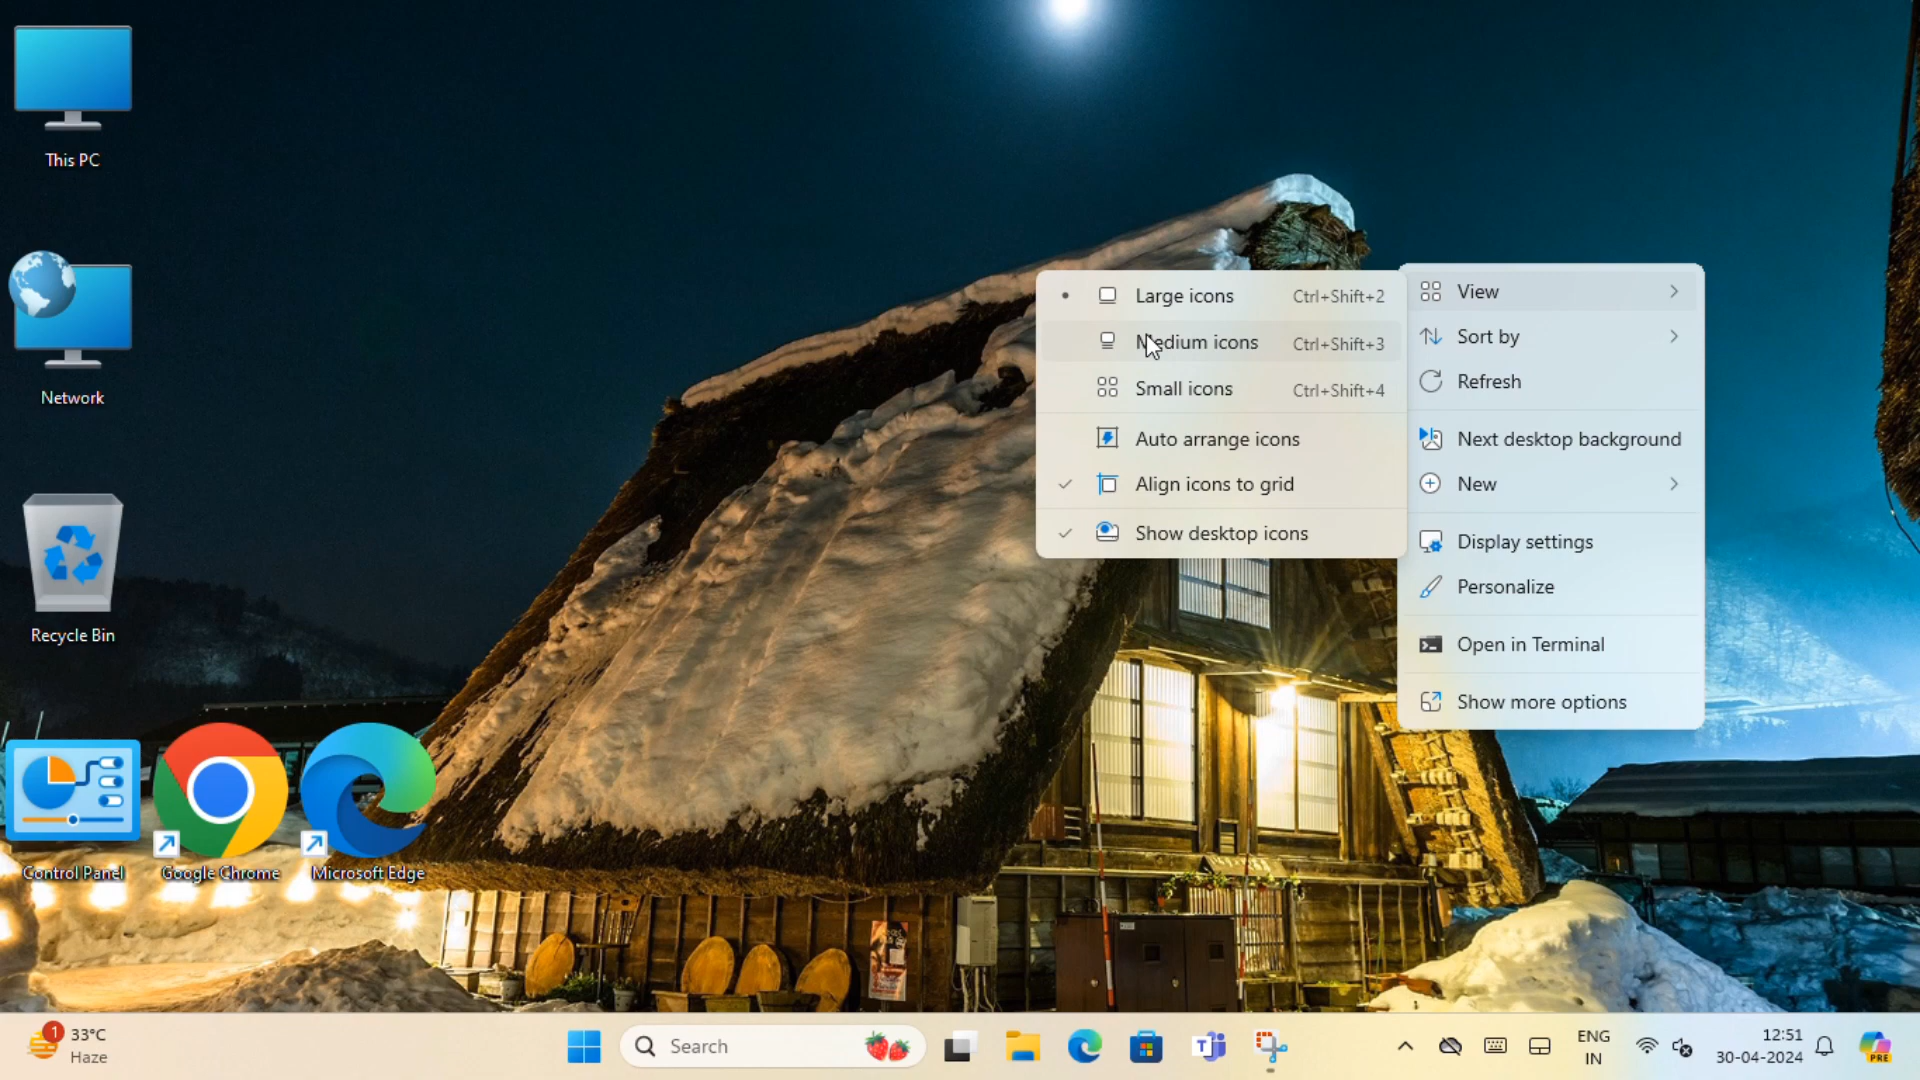 This PC
Network
Recycle Bin
Control Panel
Google Chrome
Microsoft Edge
Large icons Ctrl+Shift+2
Medium icons Ctrl+Shift+3
Small icons Ctrl+Shift+4
Auto arrange icons
Align icons to grid
Show desktop icons
View
Sort by
Refresh
Next desktop background
New
Display settings
Personalize
Open in Terminal
Show more options
1
33°C
Haze
Search
T
ENG
IN
12:51
30-04-2024
PRE